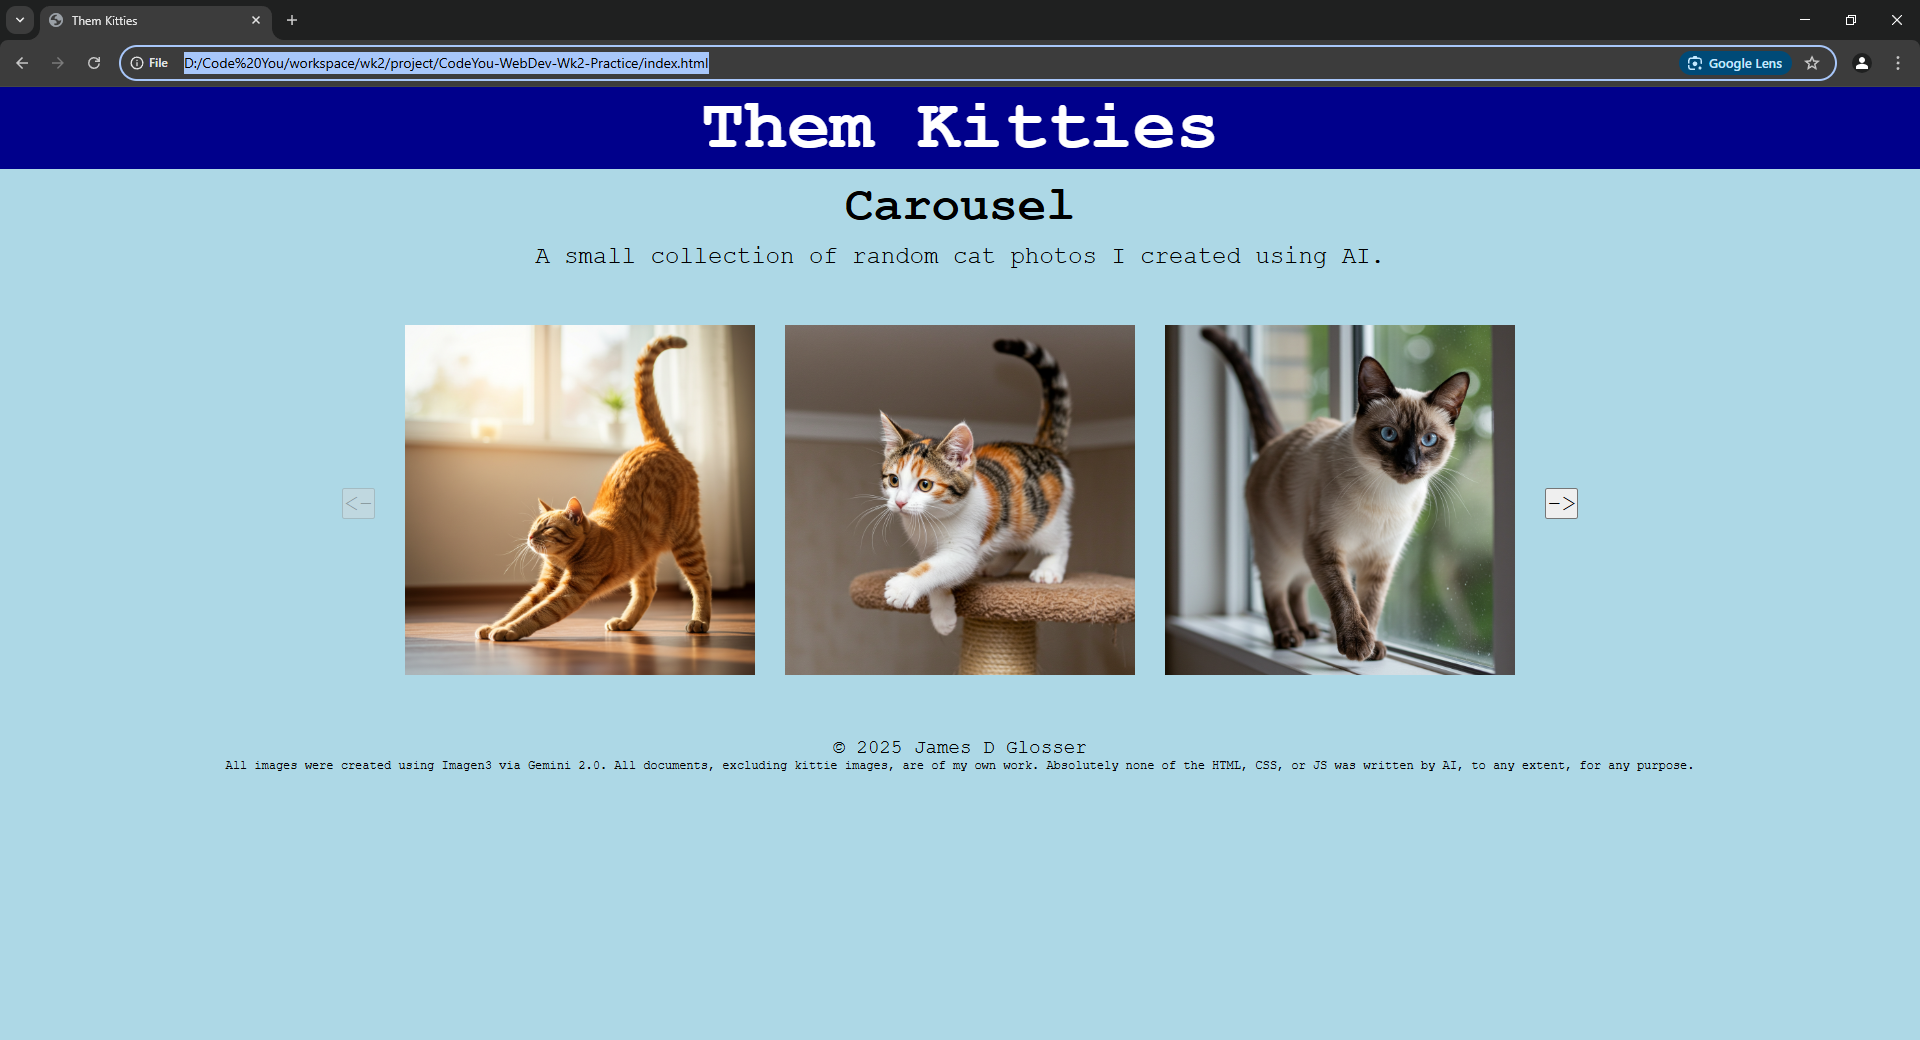 Them Kitties
File
D:/Code%20You/workspace/wk2/project/CodeYou-WebDev-Wk2-Practice/index.html
Google Lens
Them Kitties
Carousel
A small collection of random cat photos I created using AI.
<-
->
© 2025 James D Glosser
All images were created using Imagen3 via Gemini 2.0. All documents, excluding kittie images, are of my own work. Absolutely none of the HTML, CSS, or JS was written by AI, to any extent, for any purpose.